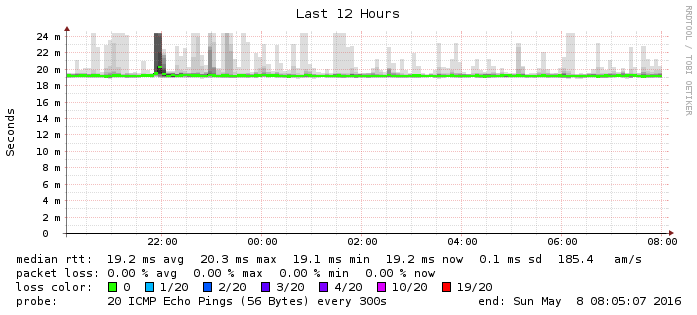 Last 12 Hours
RRDTOOL / TOBI OETIKER
Seconds
24 m
22 m
20 m
18 m
16 m
14 m
12 m
10 m
8 m
6 m
4 m
2 m
0
22:00 00:00 02:00 04:00 06:00 08:00
median rtt: 19.2 ms avg 20.3 ms max 19.1 ms min 19.2 ms now 0.1 ms sd 185.4 am/s
packet loss: 0.00 % avg 0.00 % max 0.00 % min 0.00 % now
loss color: 0 1/20 2/20 3/20 4/20 10/20 19/20
probe: 20 ICMP Echo Pings (56 Bytes) every 300s end: Sun May 8 08:05:07 2016